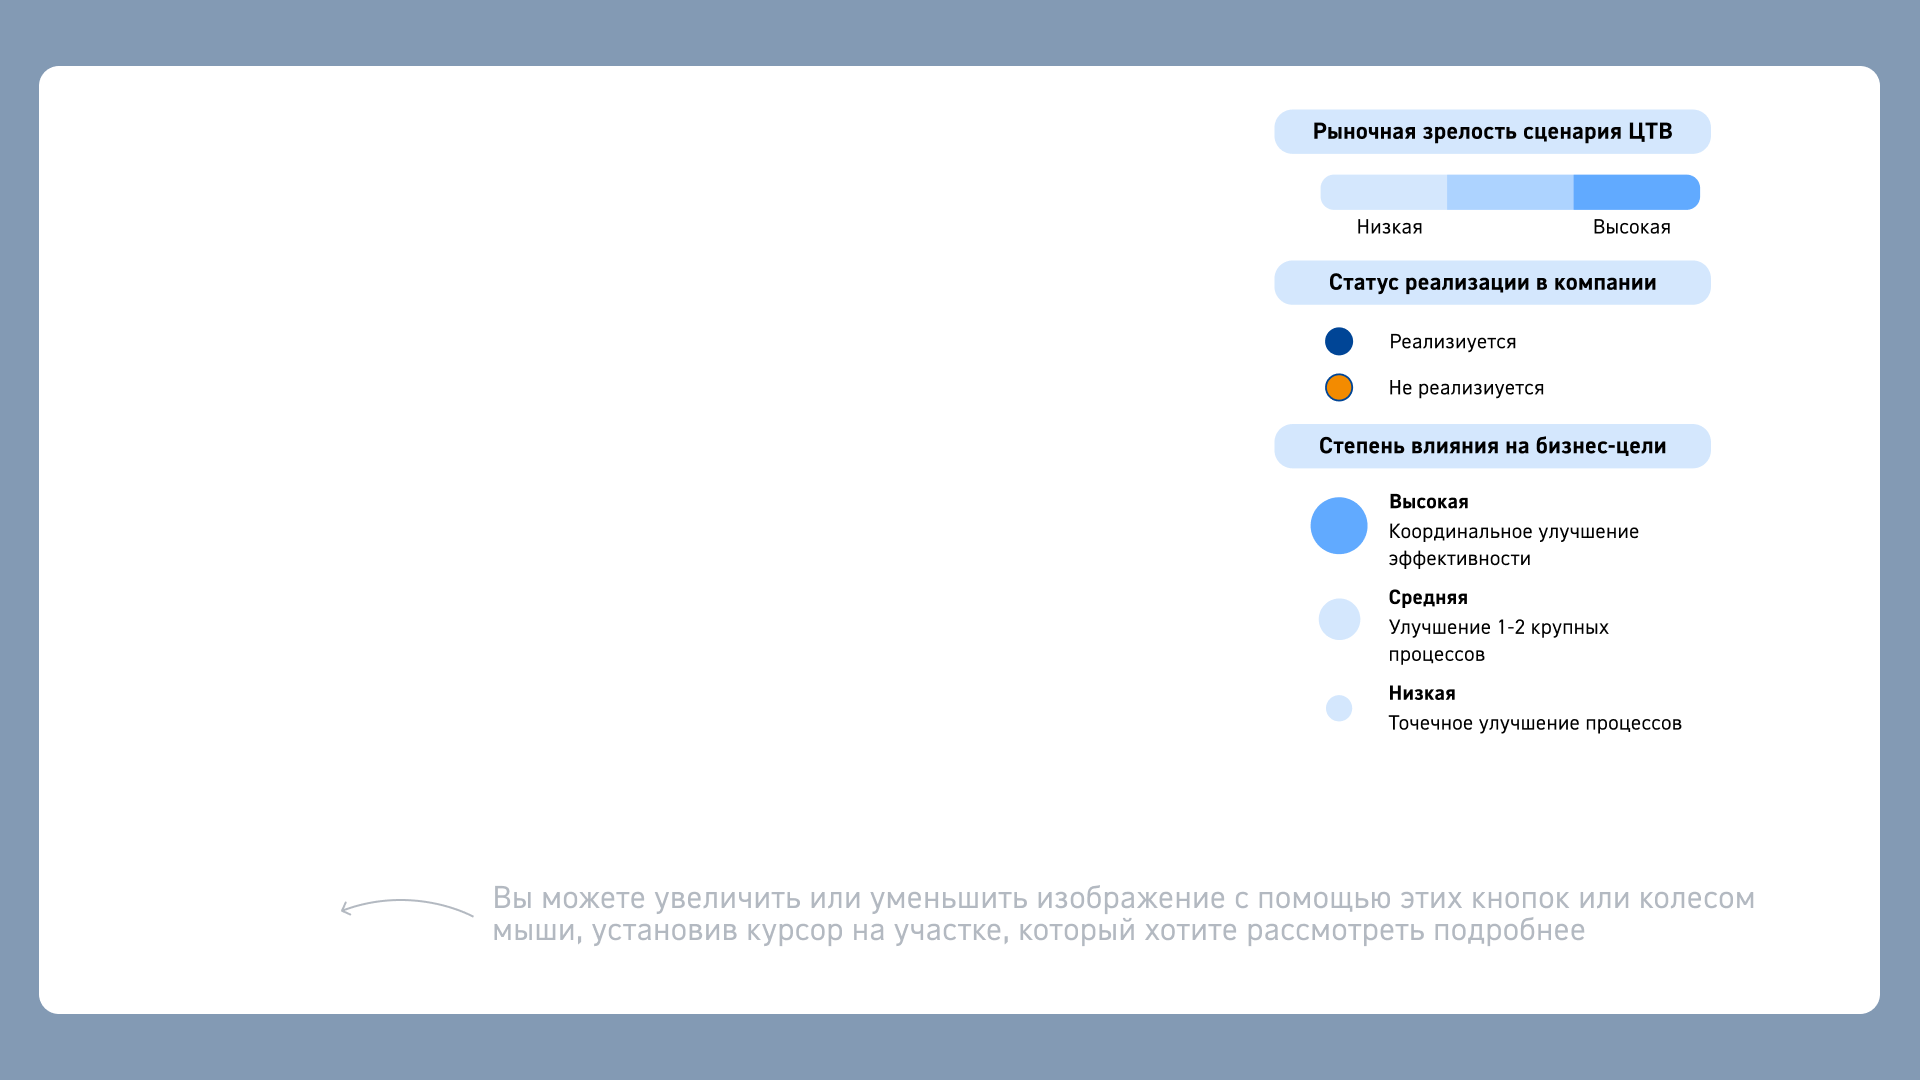 Рыночная зрелость сценария ЦТВ
Низкая
Высокая
Статус реализации в компании
Реализиуется
Не реализиуется
Степень влияния на бизнес-цели
Высокая
Координальное улучшение
эффективности
Средняя
Улучшение 1-2 крупных
процессов
Низкая
Точечное улучшение процессов
Вы можете увеличить или уменьшить изображение с помощью этих кнопок или колесом
мыши, установив курсор на участке, который хотите рассмотреть подробнее